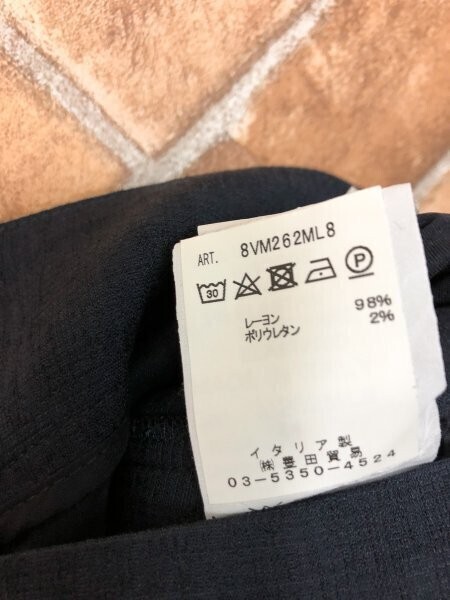 ART. 8VM262ML8
30 P
レーヨン 98%
ポリウレタン 2%
イタリア製
㈱豊田貿易
03-5350-4524